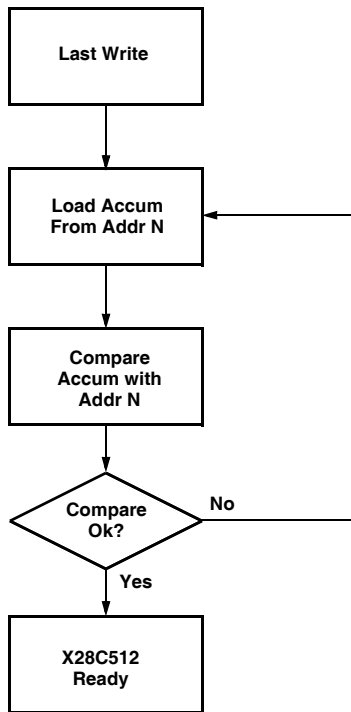 Last Write
Load Accum
From Addr N
Compare
Accum with
Addr N
Compare
Ok?
No
Yes
X28C512
Ready